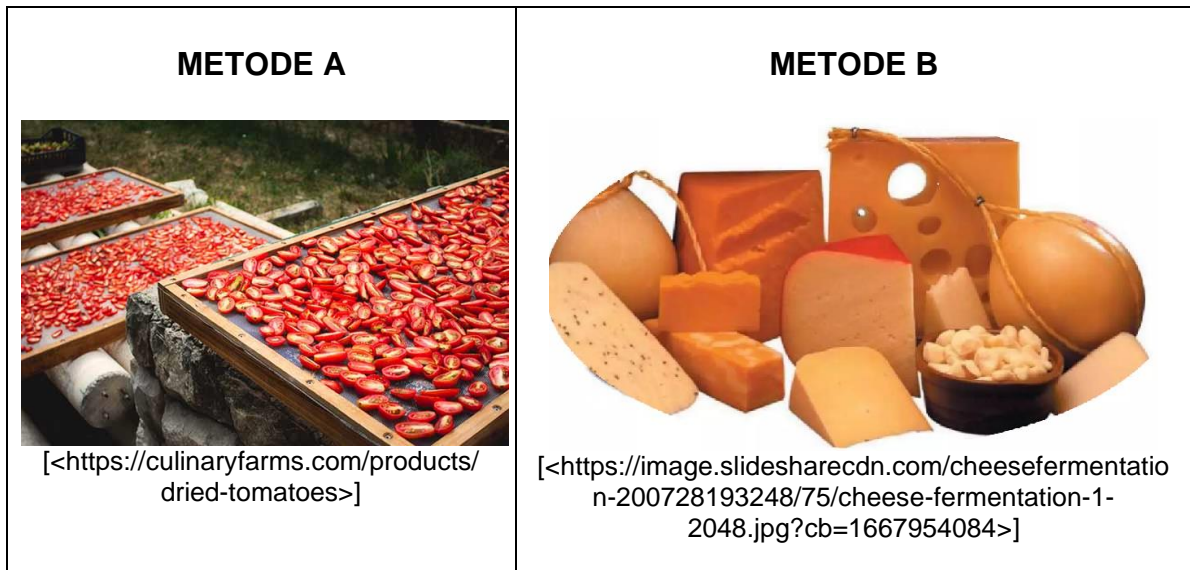 METODE A
[<https://culinaryfarms.com/products/
dried-tomatoes>]
METODE B
[<https://image.slidesharecdn.com/cheesefermentatio
n-200728193248/75/cheese-fermentation-1-
2048.jpg?cb=1667954084>]